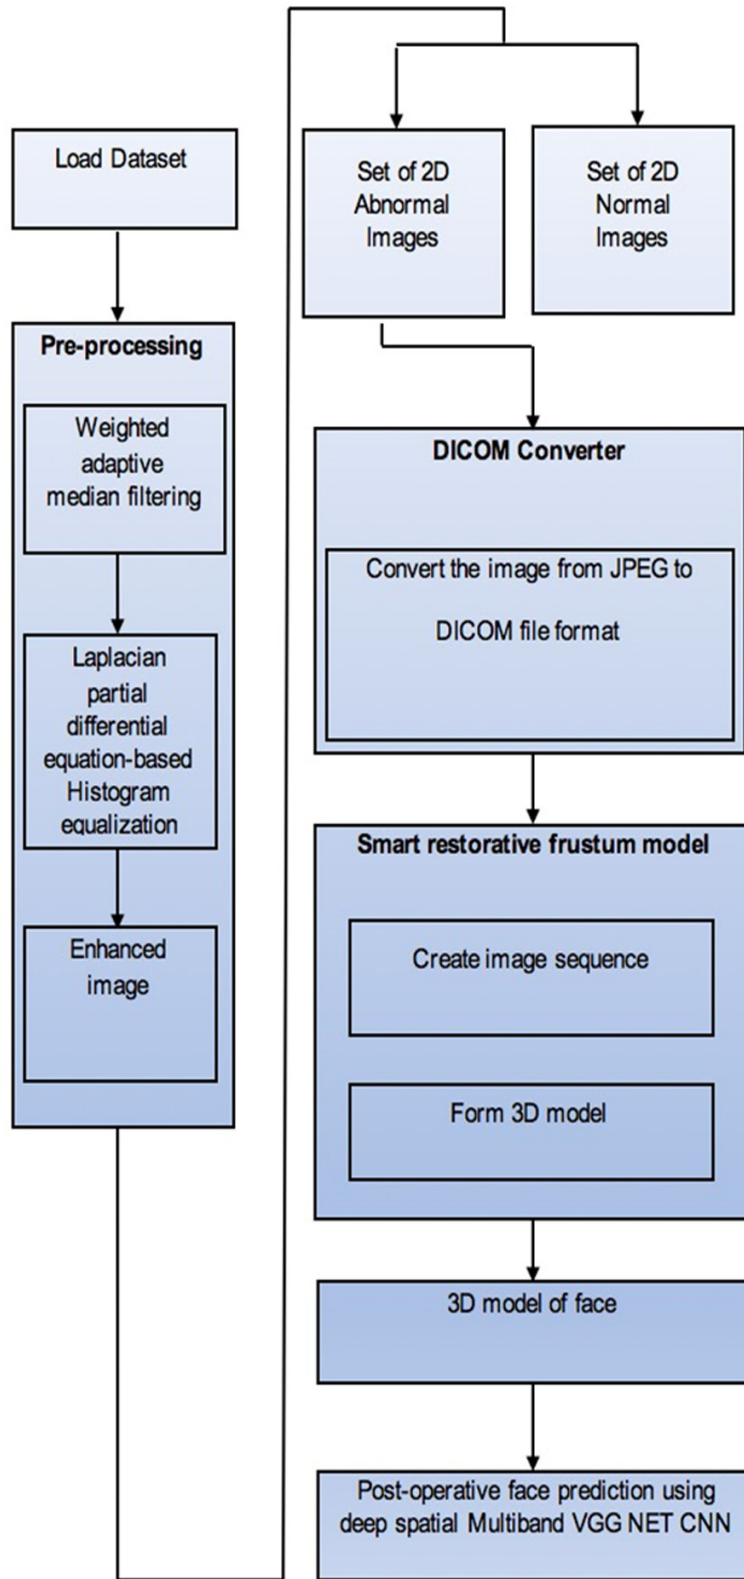 Load Dataset
Pre-processing
Weighted
adaptive
median filtering
Laplacian
partial
differential
equation-based
Histogram
equalization
Enhanced
image
Set of 2D
Abnormal
Images
Set of 2D
Normal
Images
DICOM Converter
Convert the image from JPEG to
DICOM file format
Smart restorative frustum model
Create image sequence
Form 3D model
3D model of face
Post-operative face prediction using
deep spatial Multiband VGG NET CNN